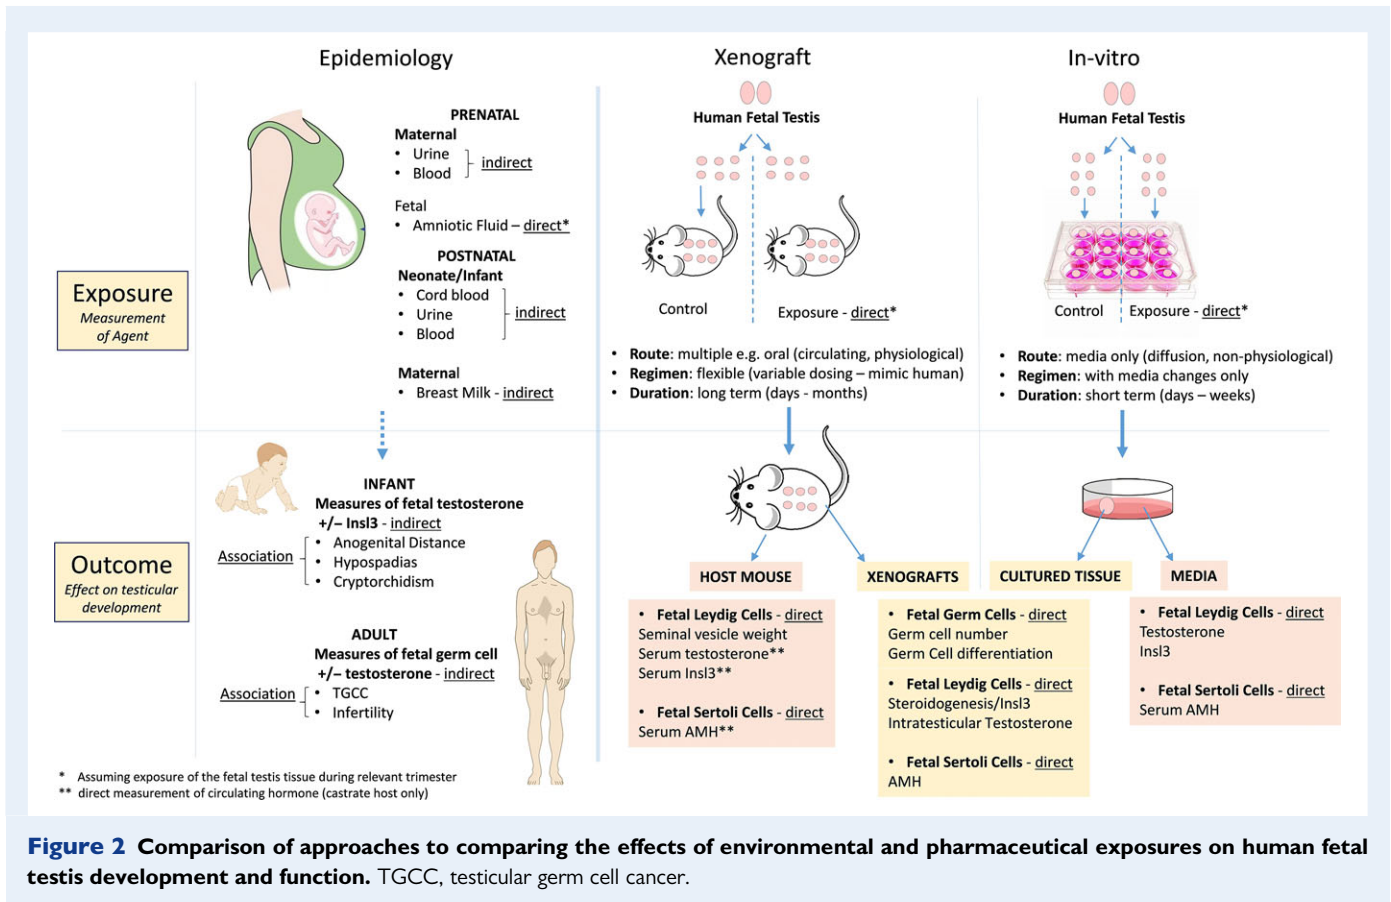 Epidemiology
Xenograft
In-vitro
Exposure
Measurement
of Agent
PRENATAL
Maternal
• Urine
• Blood
indirect
Fetal
• Amniotic Fluid – direct*
POSTNATAL
Neonate/Infant
• Cord blood
• Urine
• Blood
indirect
Maternal
• Breast Milk - indirect
Human Fetal Testis
Control
Exposure - direct*
• Route: multiple e.g. oral (circulating, physiological)
• Regimen: flexible (variable dosing – mimic human)
• Duration: long term (days - months)
Human Fetal Testis
Control
Exposure - direct*
• Route: media only (diffusion, non-physiological)
• Regimen: with media changes only
• Duration: short term (days – weeks)
Outcome
Effect on testicular
development
INFANT
Measures of fetal testosterone
+/– Insl3 - indirect
Association
• Anogenital Distance
• Hypospadias
• Cryptorchidism
ADULT
Measures of fetal germ cell
+/– testosterone - indirect
Association
• TGCC
• Infertility
HOST MOUSE
• Fetal Leydig Cells - direct
Seminal vesicle weight
Serum testosterone**
Serum Insl3**
• Fetal Sertoli Cells - direct
Serum AMH**
XENOGRAFTS
• Fetal Germ Cells - direct
Germ cell number
Germ Cell differentiation
• Fetal Leydig Cells - direct
Steroidogenesis/Insl3
Intratesticular Testosterone
• Fetal Sertoli Cells - direct
AMH
CULTURED TISSUE
MEDIA
• Fetal Leydig Cells - direct
Testosterone
Insl3
• Fetal Sertoli Cells - direct
Serum AMH
* Assuming exposure of the fetal testis tissue during relevant trimester
** direct measurement of circulating hormone (castrate host only)
Figure 2 Comparison of approaches to comparing the effects of environmental and pharmaceutical exposures on human fetal
testis development and function. TGCC, testicular germ cell cancer.